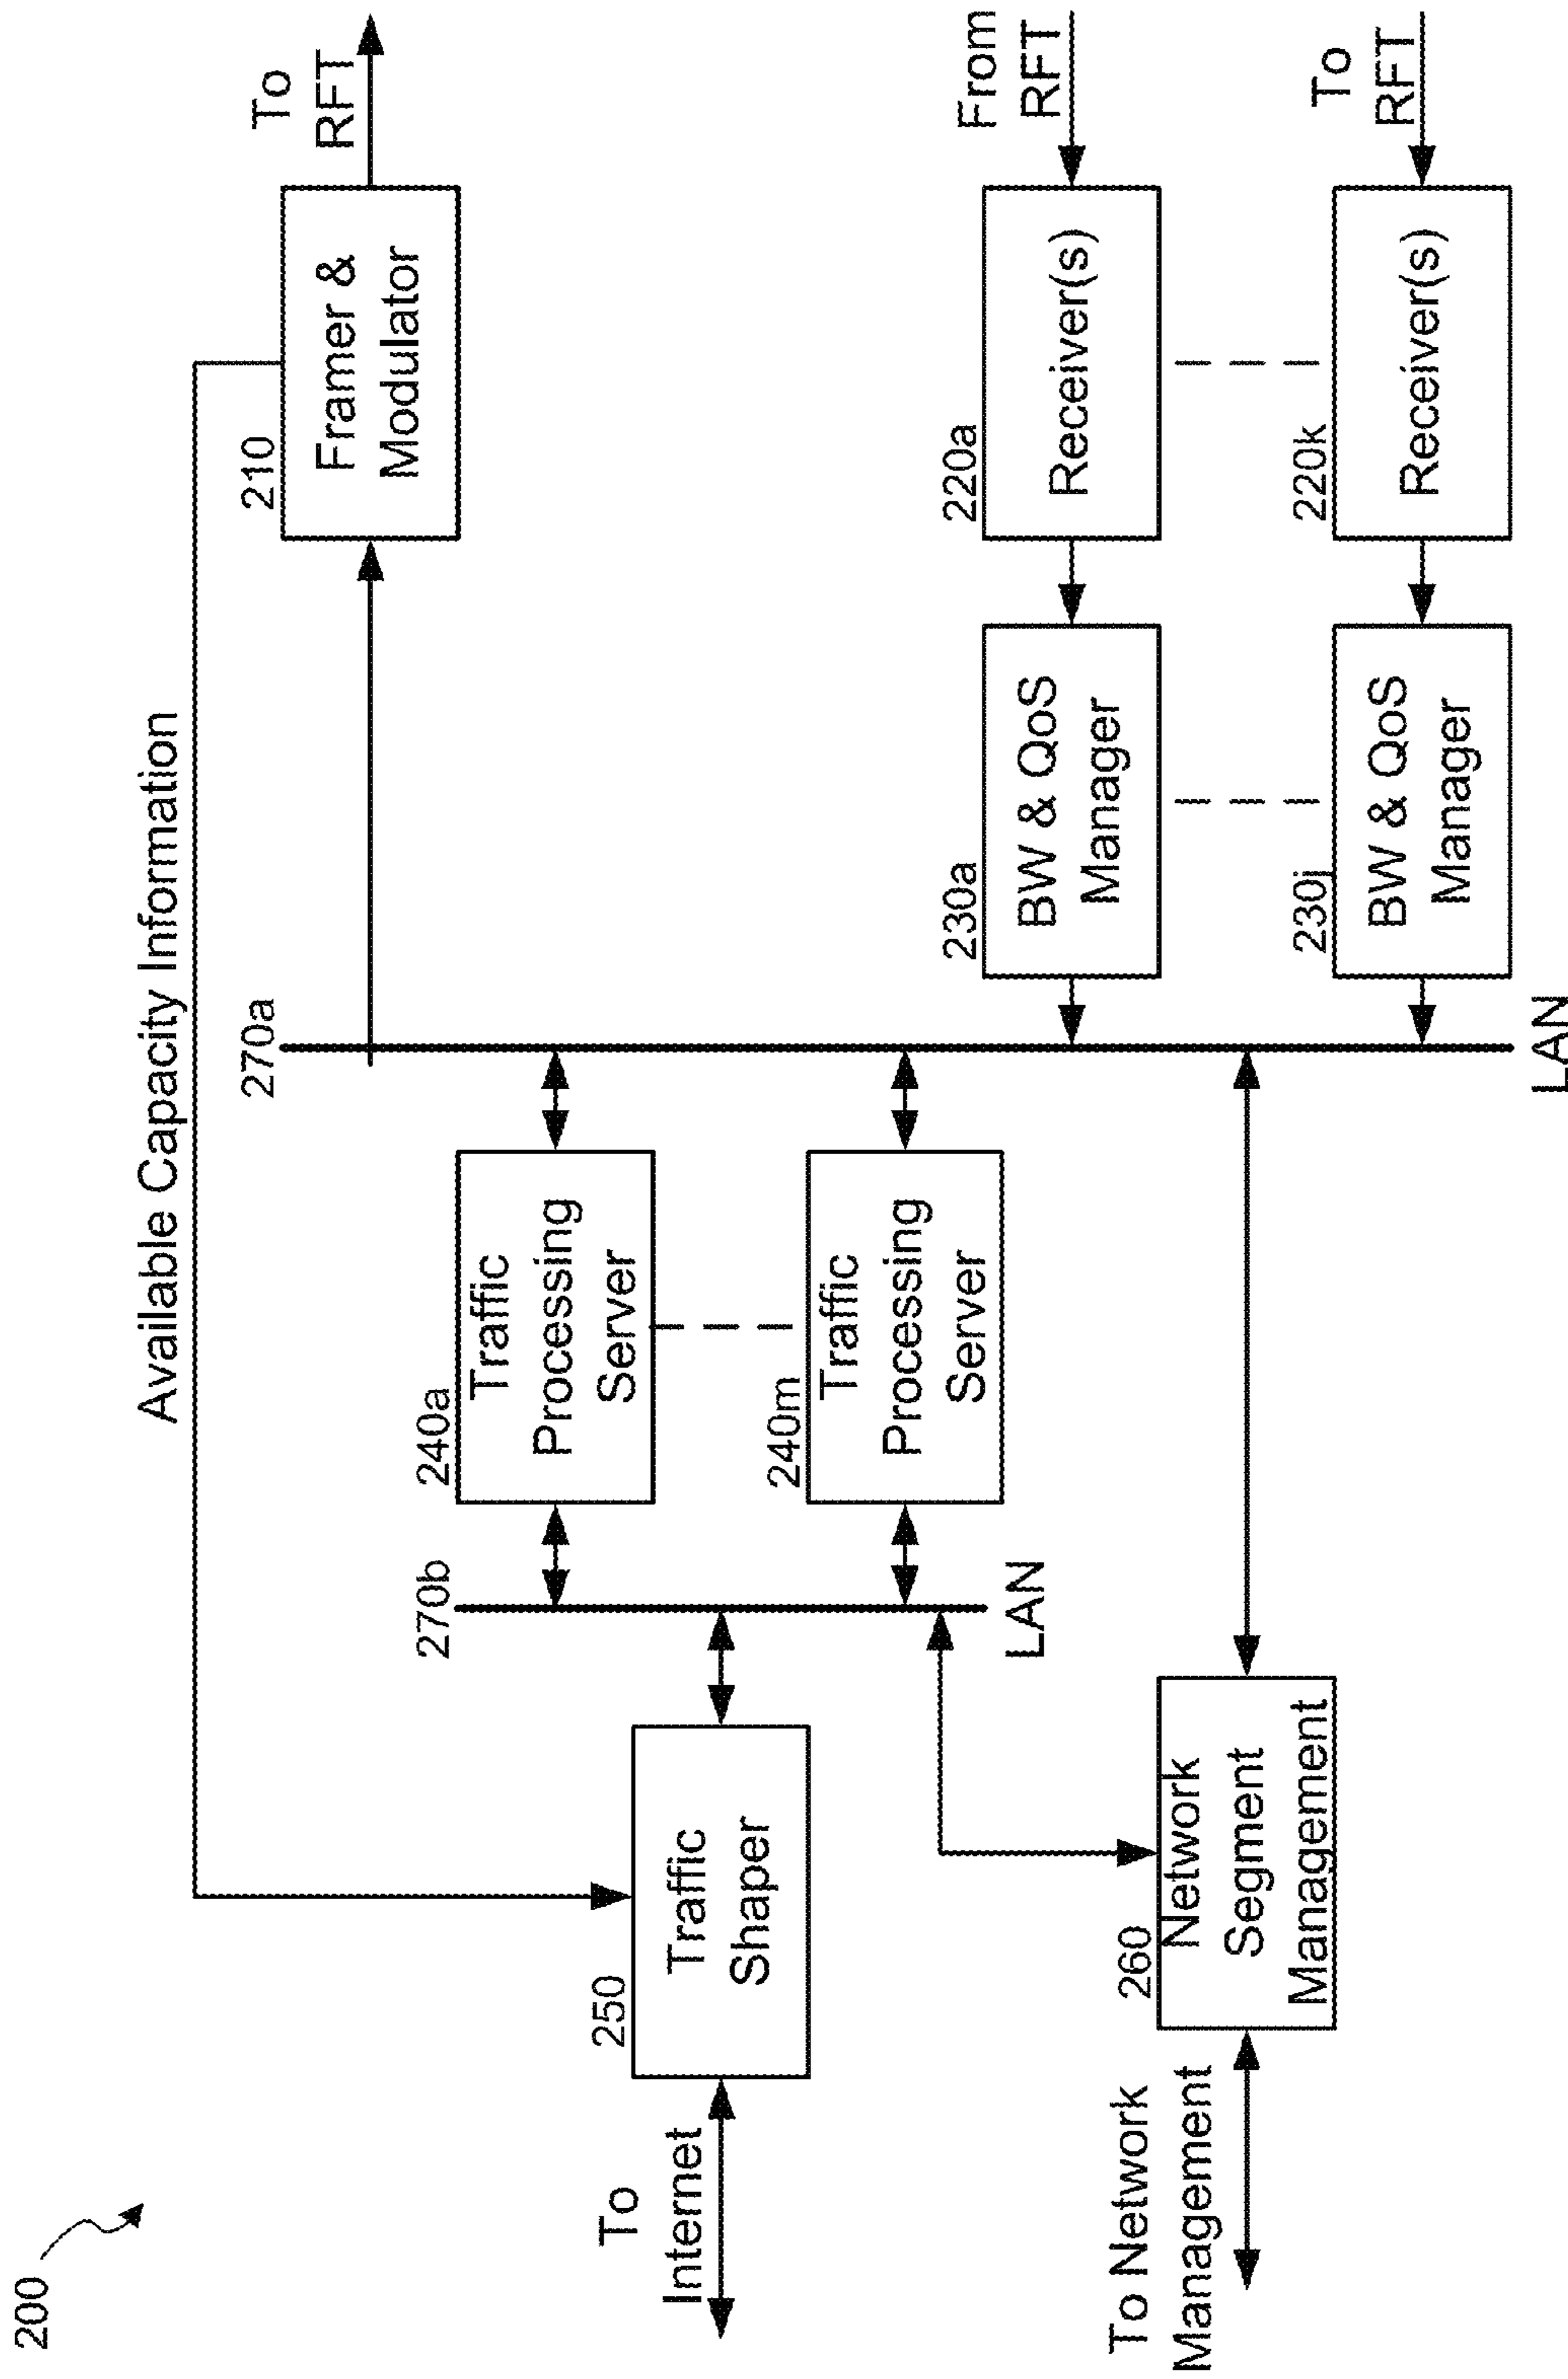 200
Available Capacity Information
To
RFT
210
Framer &
Modulator
270a
270b
240a
Traffic
Processing
Server
To
Internet
250
Traffic
Shaper
240m
Traffic
Processing
Server
LAN
From
RFT
220a
Receiver(s)
230a
BW & QoS
Manager
To Network
Management
260
Network
Segment
Management
To
RFT
220k
Receiver(s)
230j
BW & QoS
Manager
LAN